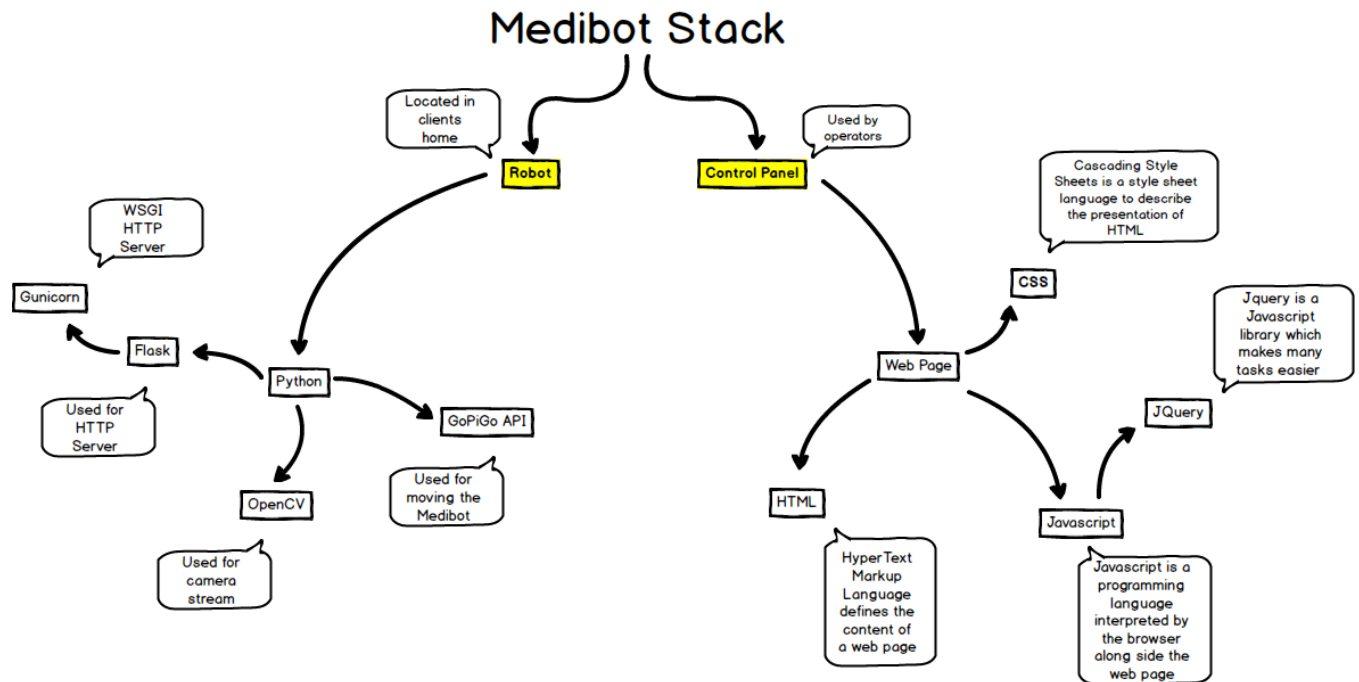 Medibot Stack
Located in
clients
home
Used by
operators
Robot
Control Panel
Cascading Style
Sheets is a style sheet
language to describe
the presentation of
HTML
WSGI
HTTP
Server
CSS
Gunicorn
Jquery is a
Javascript
library which
makes many
tasks easier
Flask
Python
Web Page
Used for
HTTP
Server
GoPiGo API
JQuery
Used for
moving the
Medibot
OpenCV
HTML
Javascript
Used for
camera
stream
HyperText
Markup
Language
defines the
content of
a web page
Javascript is a
programming
language
interpreted by
the browser
along side the
web page